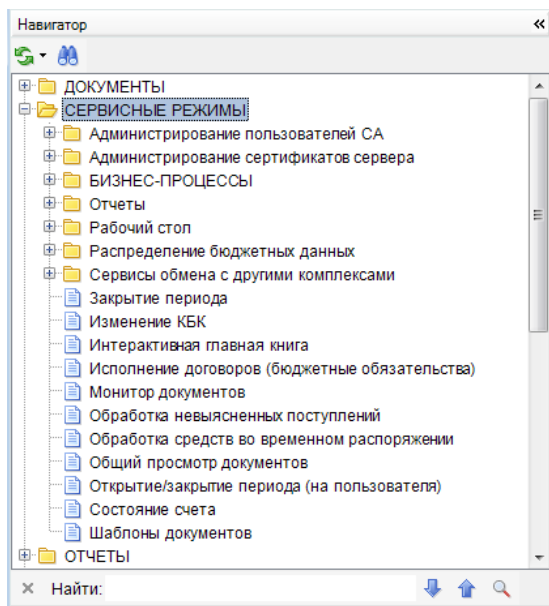 Навигатор
ДОКУМЕНТЫ
СЕРВИСНЫЕ РЕЖИМЫ
Администрирование пользователей СА
Администрирование сертификатов сервера
БИЗНЕС-ПРОЦЕССЫ
Отчеты
Рабочий стол
Распределение бюджетных данных
Сервисы обмена с другими комплексами
Закрытие периода
Изменение КБК
Интерактивная главная книга
Исполнение договоров (бюджетные обязательства)
Монитор документов
Обработка невыясненных поступлений
Обработка средств во временном распоряжении
Общий просмотр документов
Открытие/закрытие периода (на пользователя)
Состояние счета
Шаблоны документов
ОТЧЕТЫ
Найти: